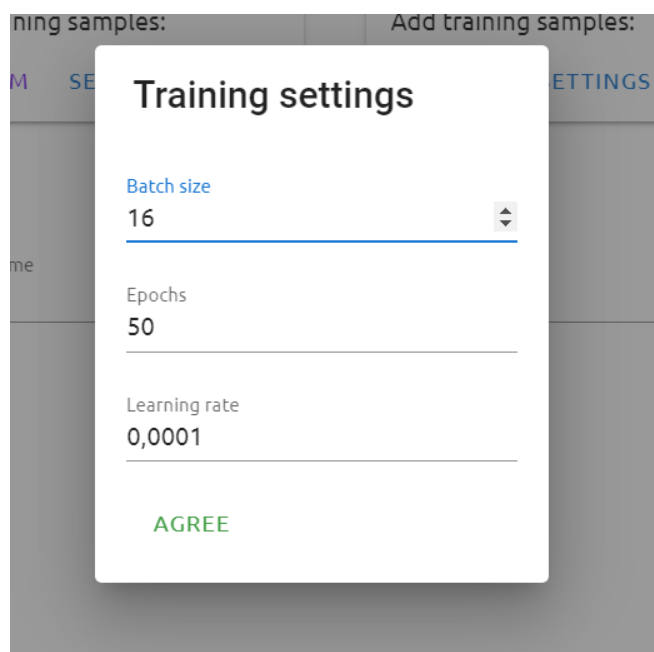 ning samples:
Add training samples:
M
SE
ETTINGS
Training settings
Batch size
16
me
Epochs
50
Learning rate
0,0001
AGREE